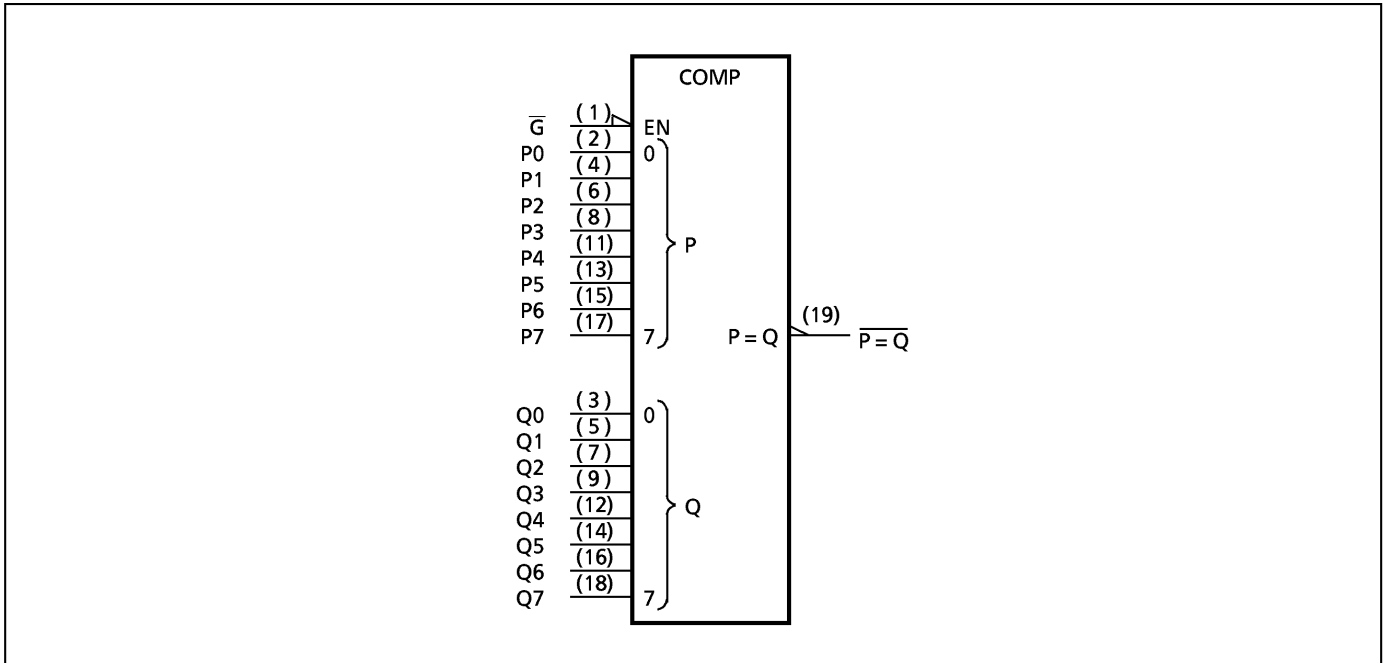 COMP
G̅ ( 1 ) EN
P0 ( 2 ) 0
P1 ( 4 )
P2 ( 6 )
P3 ( 8 )
P4 (11) P
P5 (13)
P6 (15)
P7 (17) 7 P = Q (19) P̅ ̅=̅ ̅Q̅
Q0 ( 3 ) 0
Q1 ( 5 )
Q2 ( 7 )
Q3 ( 9 )
Q4 (12) Q
Q5 (14)
Q6 (16)
Q7 (18) 7